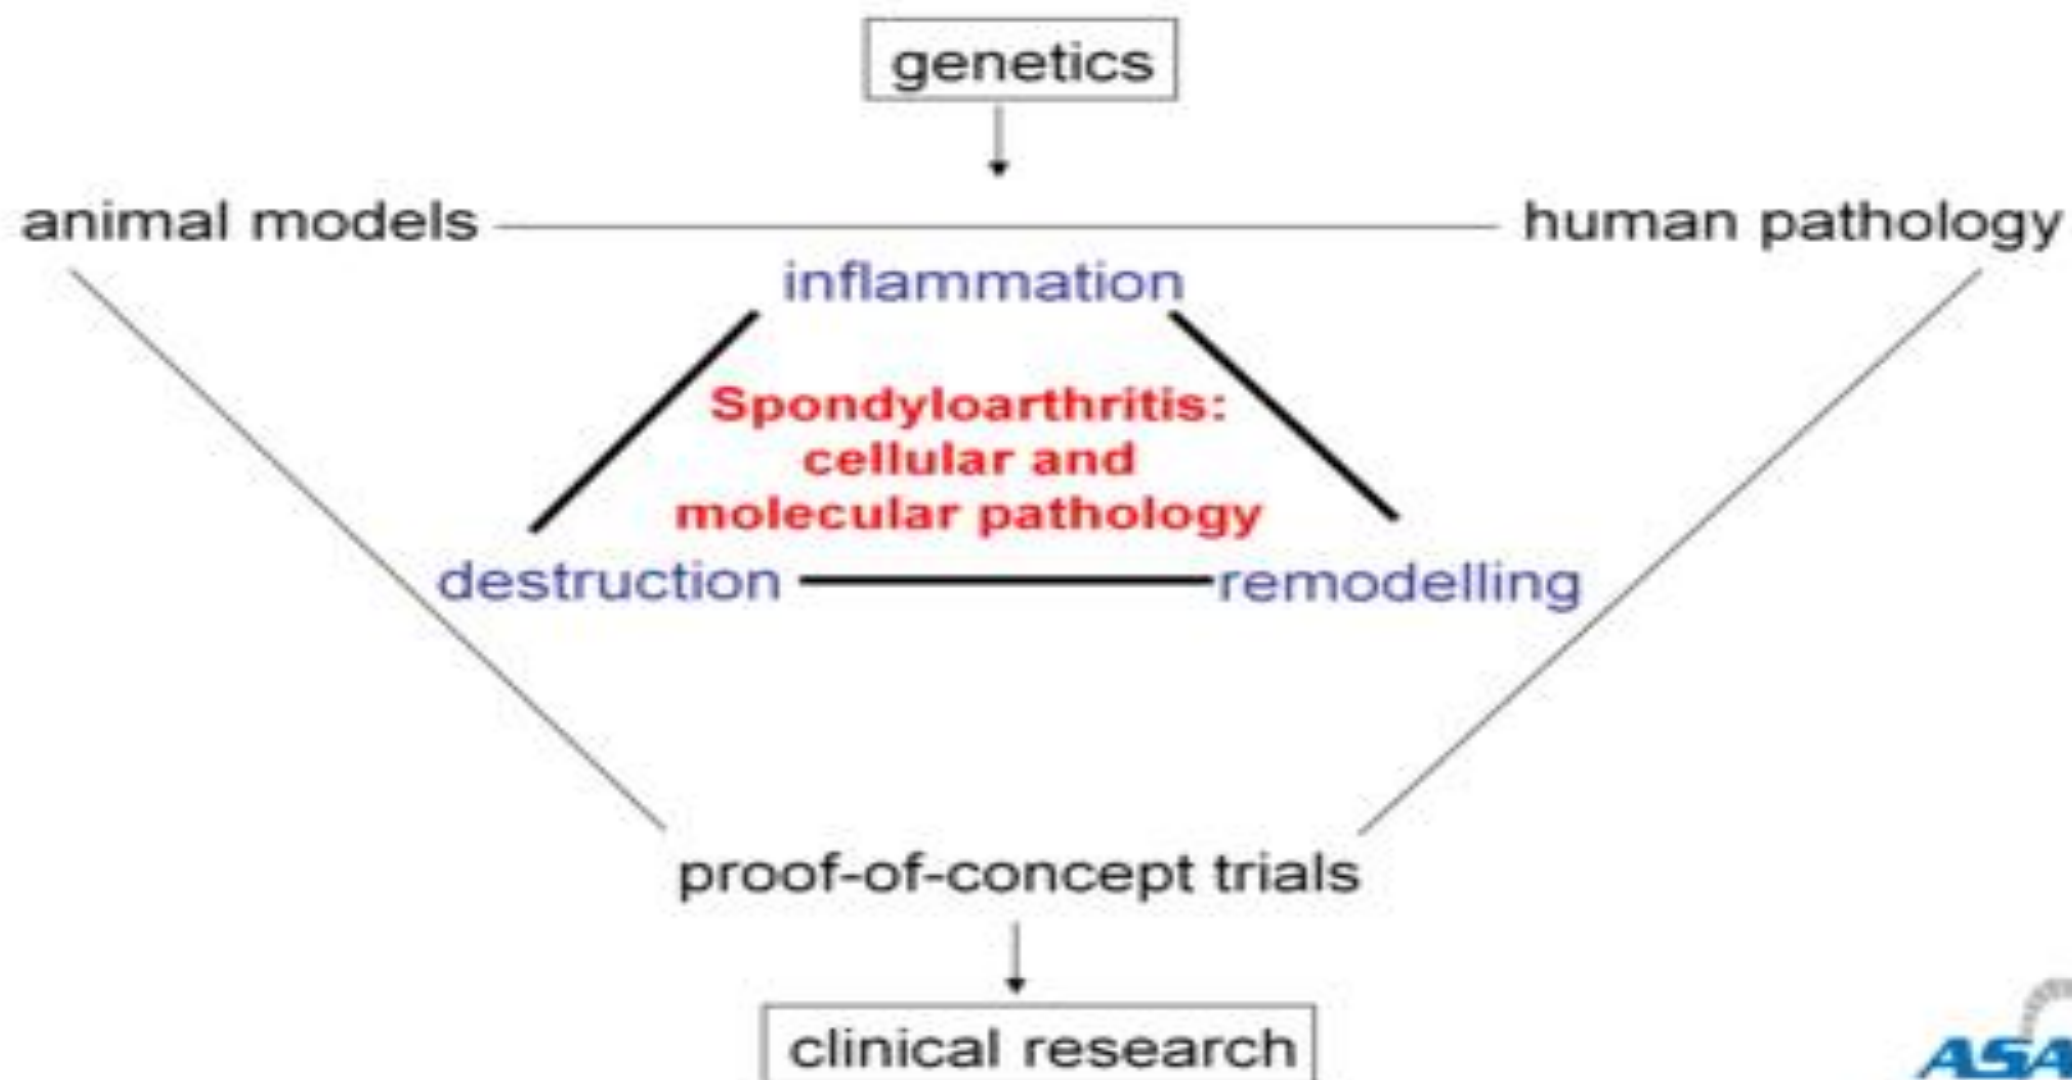 genetics
animal models
human pathology
inflammation
Spondyloarthritis:
cellular and
molecular pathology
destruction
remodelling
proof-of-concept trials
clinical research
ASA